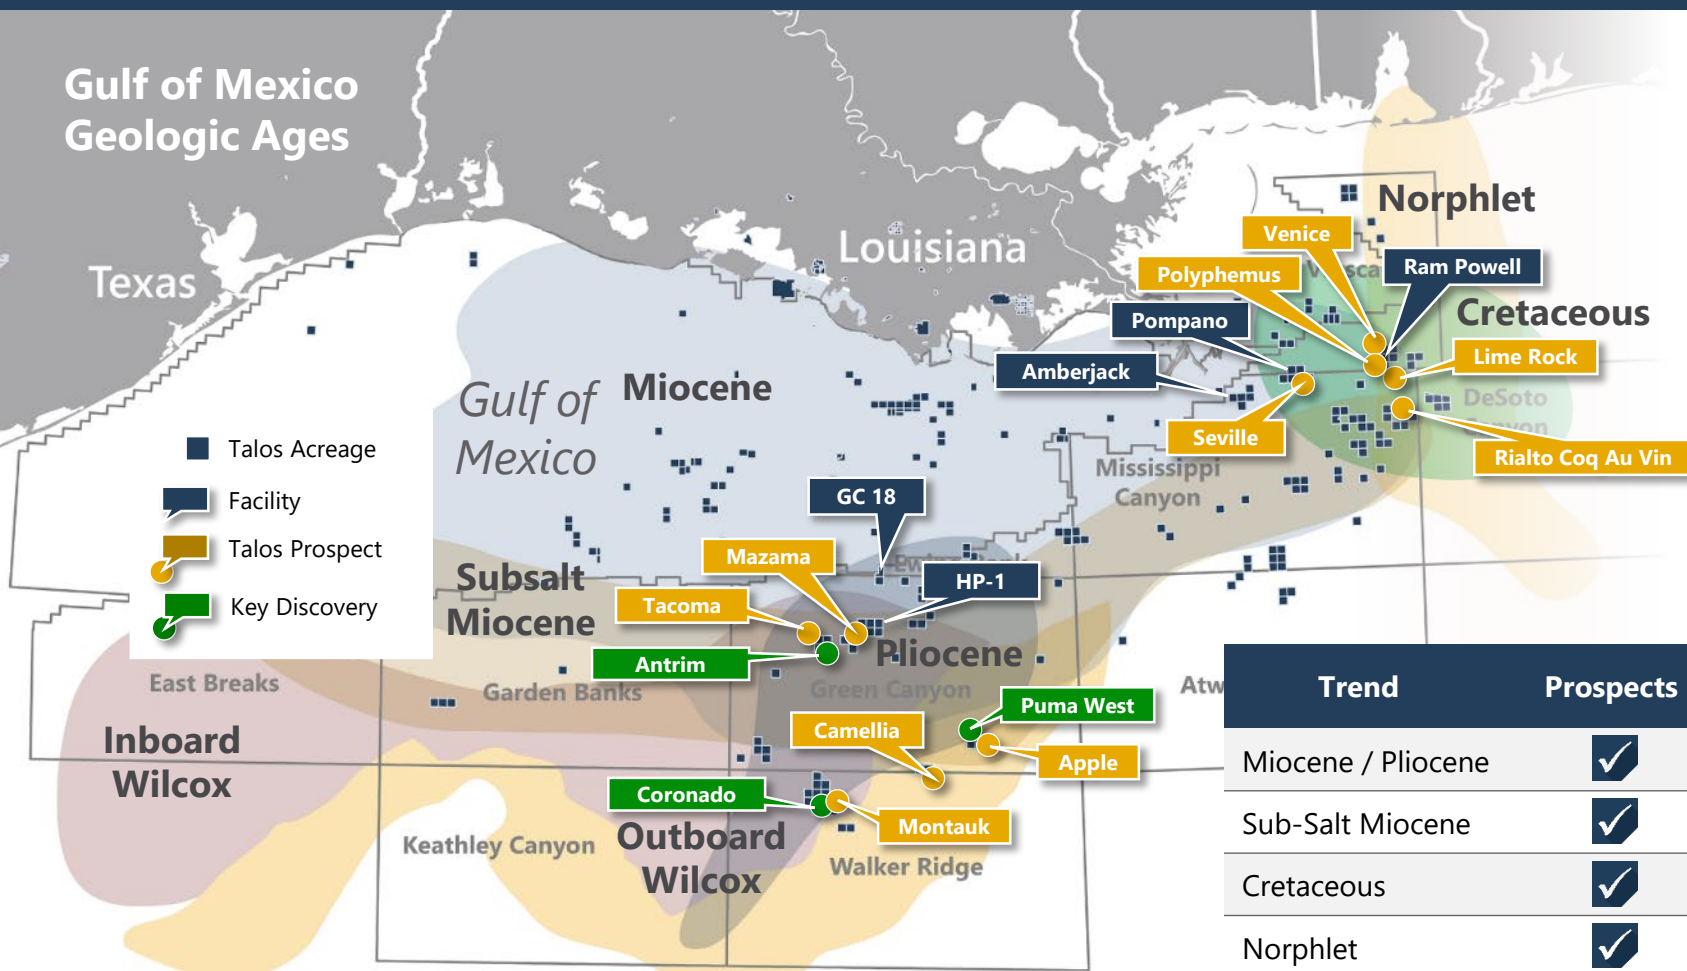 Gulf of Mexico
Geologic Ages
Texas
Louisiana
Gulf of
Mexico
Miocene
Norphlet
Venice
Polyphemus
Ram Powell
Pompano
Cretaceous
Amberjack
Lime Rock
DeSoto
Canyon
Seville
Rialto Coq Au Vin
Mississippi
Canyon
Talos Acreage
Facility
Talos Prospect
Key Discovery
GC 18
Mazama
HP-1
Subsalt
Miocene
Tacoma
Antrim
Pliocene
East Breaks
Garden Banks
Green Canyon
Atw
Puma West
Camellia
Apple
Inboard
Wilcox
Coronado
Montauk
Keathley Canyon
Outboard
Wilcox
Walker Ridge
Trend Prospects
Miocene / Pliocene
Sub-Salt Miocene
Cretaceous
Norphlet